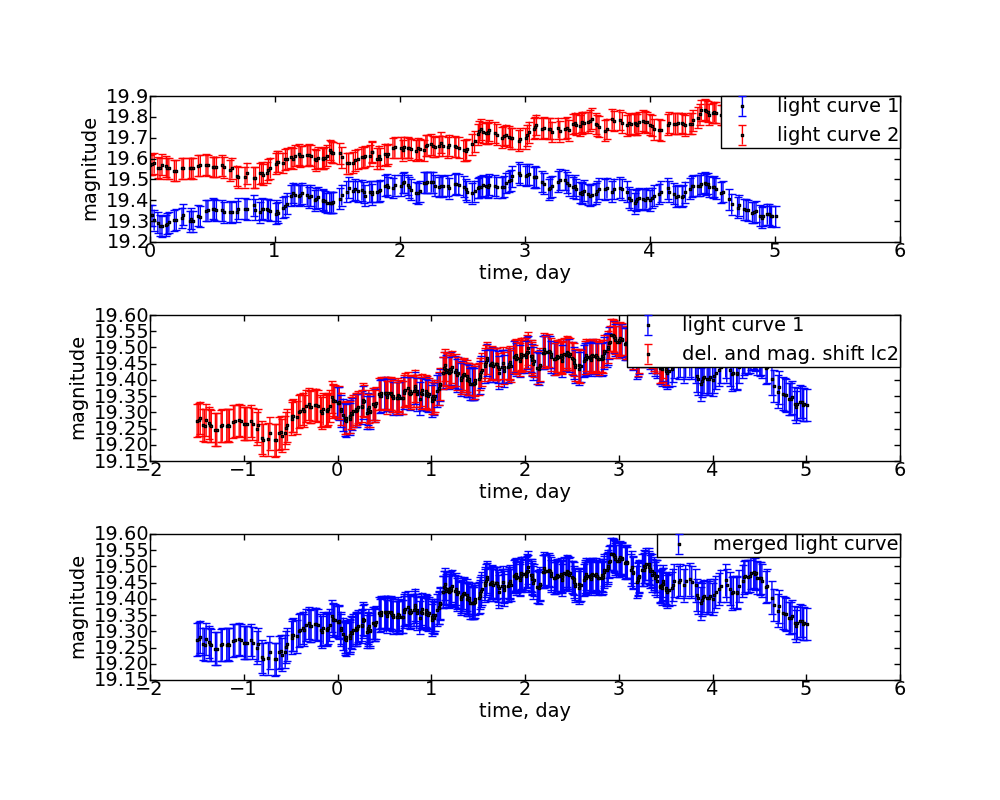 19.9
19.8
19.7
19.6
19.5
19.4
19.3
19.2
magnitude
light curve 1
light curve 2
0 1 2 3 4 5 6
time, day
19.60
19.55
19.50
19.45
19.40
19.35
19.30
19.25
19.20
19.15
magnitude
light curve 1
del. and mag. shift lc2
−2 −1 0 1 2 3 4 5 6
time, day
19.60
19.55
19.50
19.45
19.40
19.35
19.30
19.25
19.20
19.15
magnitude
merged light curve
−2 −1 0 1 2 3 4 5 6
time, day